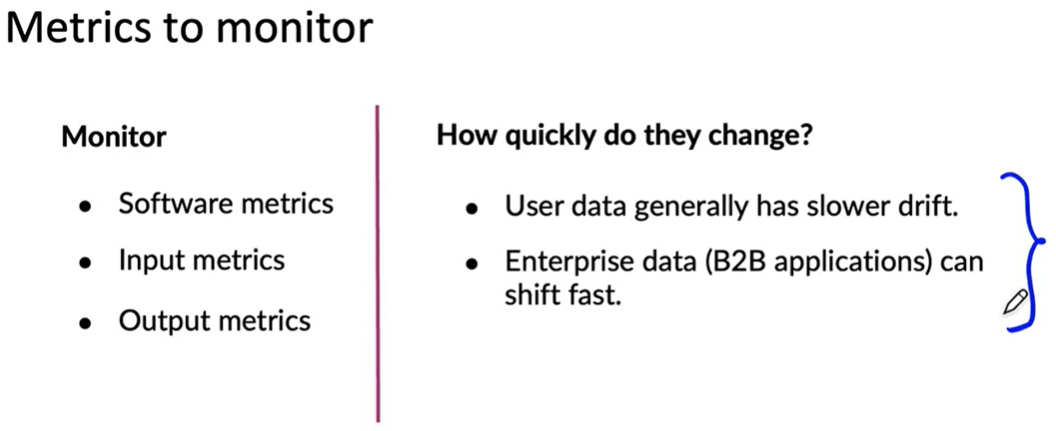 Metrics to monitor
Monitor
• Software metrics
• Input metrics
• Output metrics
How quickly do they change?
• User data generally has slower drift.
• Enterprise data (B2B applications) can
shift fast.